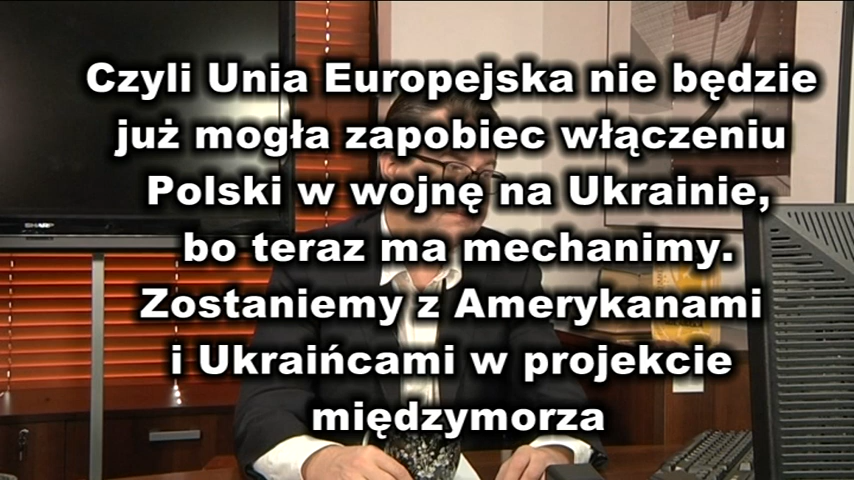 Czyli Unia Europejska nie będzie
już mogła zapobiec włączeniu
Polski w wojnę na Ukrainie,
bo teraz ma mechanimy.
Zostaniemy z Amerykanami
i Ukraińcami w projekcie
międzymorza
SHARP